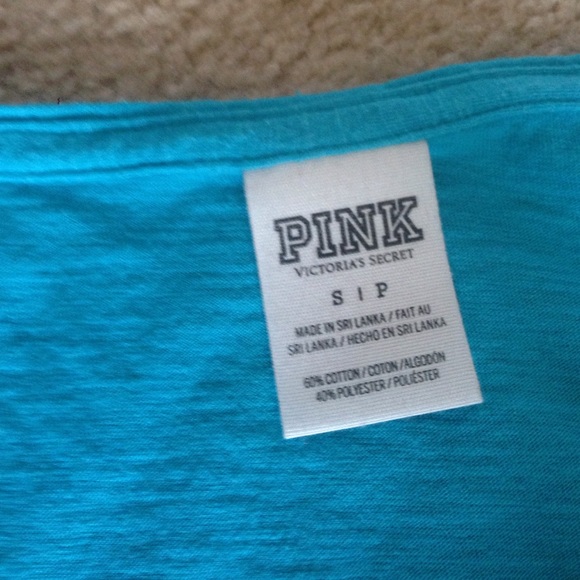 PINK
VICTORIA'S SECRET
S | P
MADE IN SRI LANKA / FAIT AU
SRI LANKA / HECHO EN SRI LANKA
60% COTTON / COTON / ALGODÓN
40% POLYESTER / POLIÉSTER